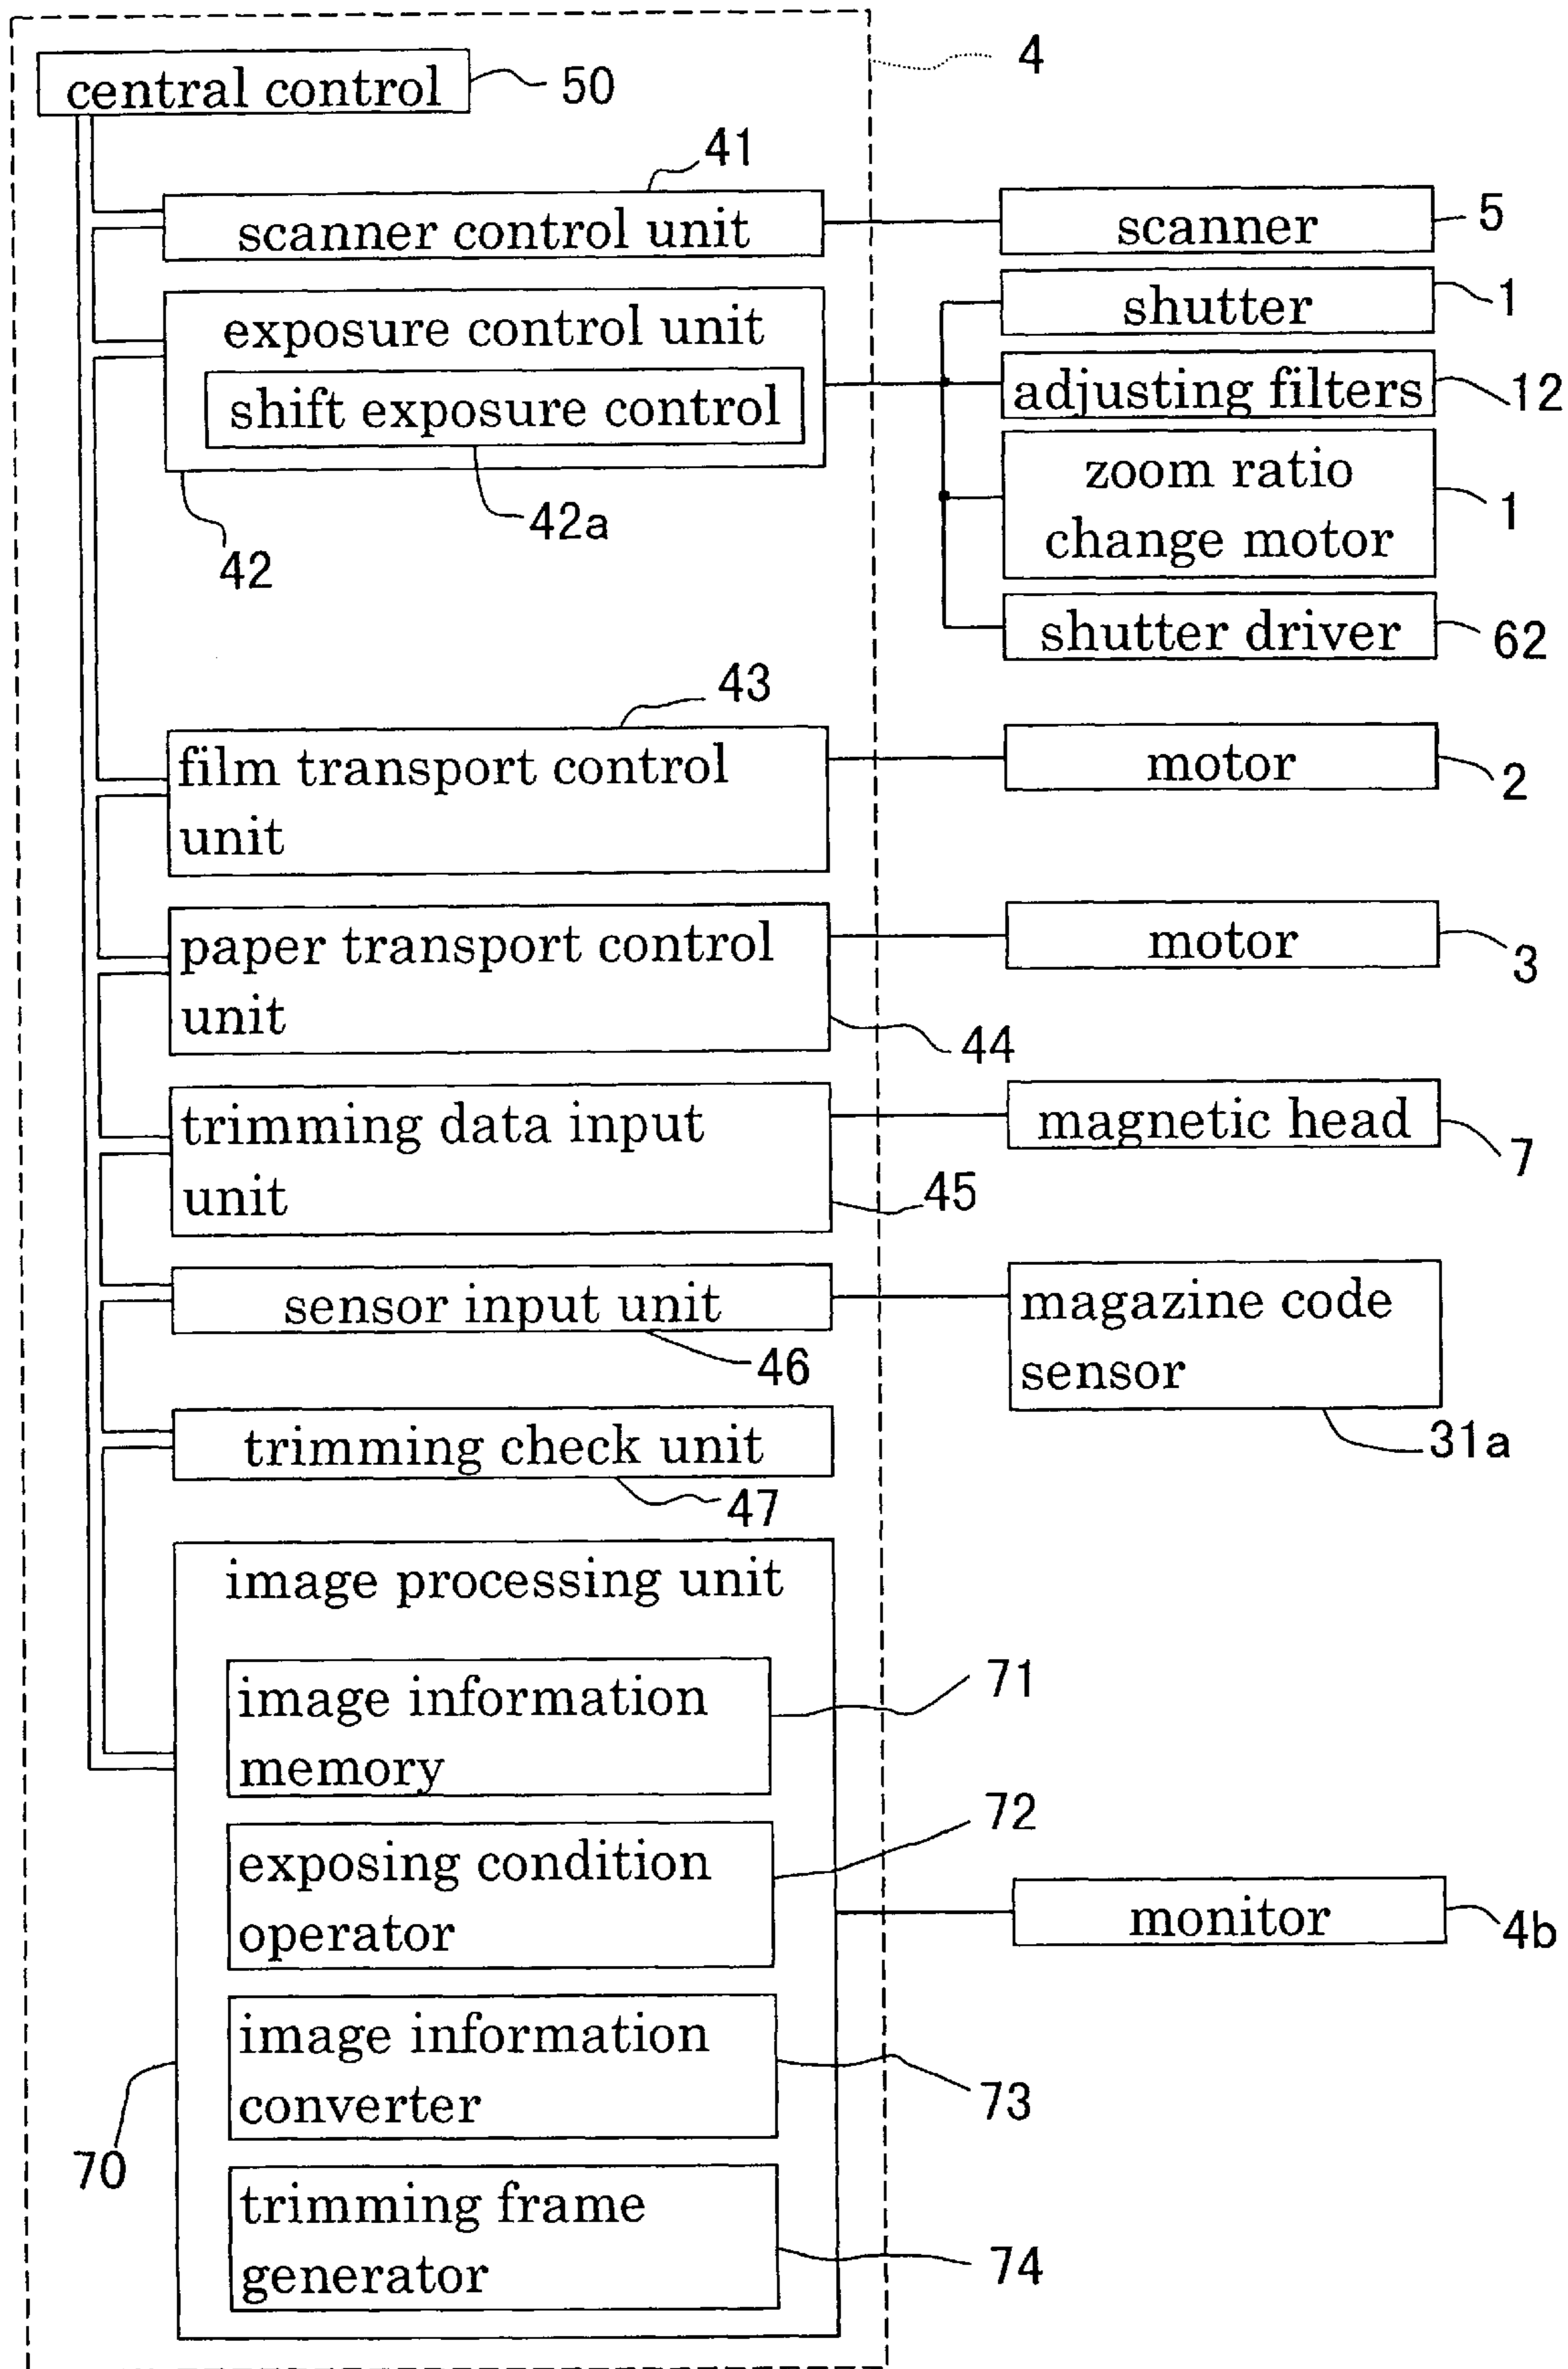 4
central control
50
41
scanner control unit
scanner
5
exposure control unit
shutter
1
shift exposure control
adjusting filters
12
42a
42
zoom ratio
change motor
1
shutter driver
62
43
film transport control
unit
motor
2
paper transport control
unit
44
motor
3
trimming data input
unit
45
magnetic head
7
sensor input unit
46
magazine code
sensor
31a
trimming check unit
47
image processing unit
image information
memory
71
exposing condition
operator
72
monitor
4b
image information
converter
73
70
trimming frame
generator
74